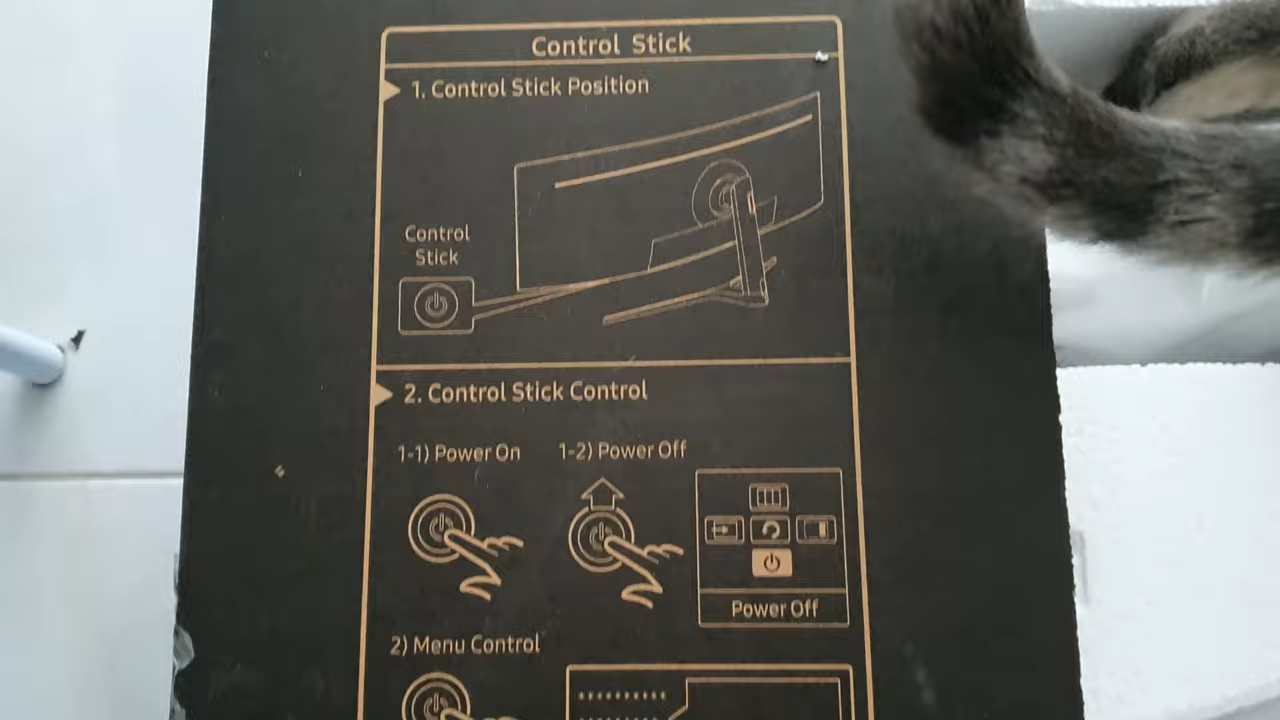 Control Stick
1. Control Stick Position
Control
Stick
2. Control Stick Control
1-1) Power On
1-2) Power Off
Power Off
2) Menu Control